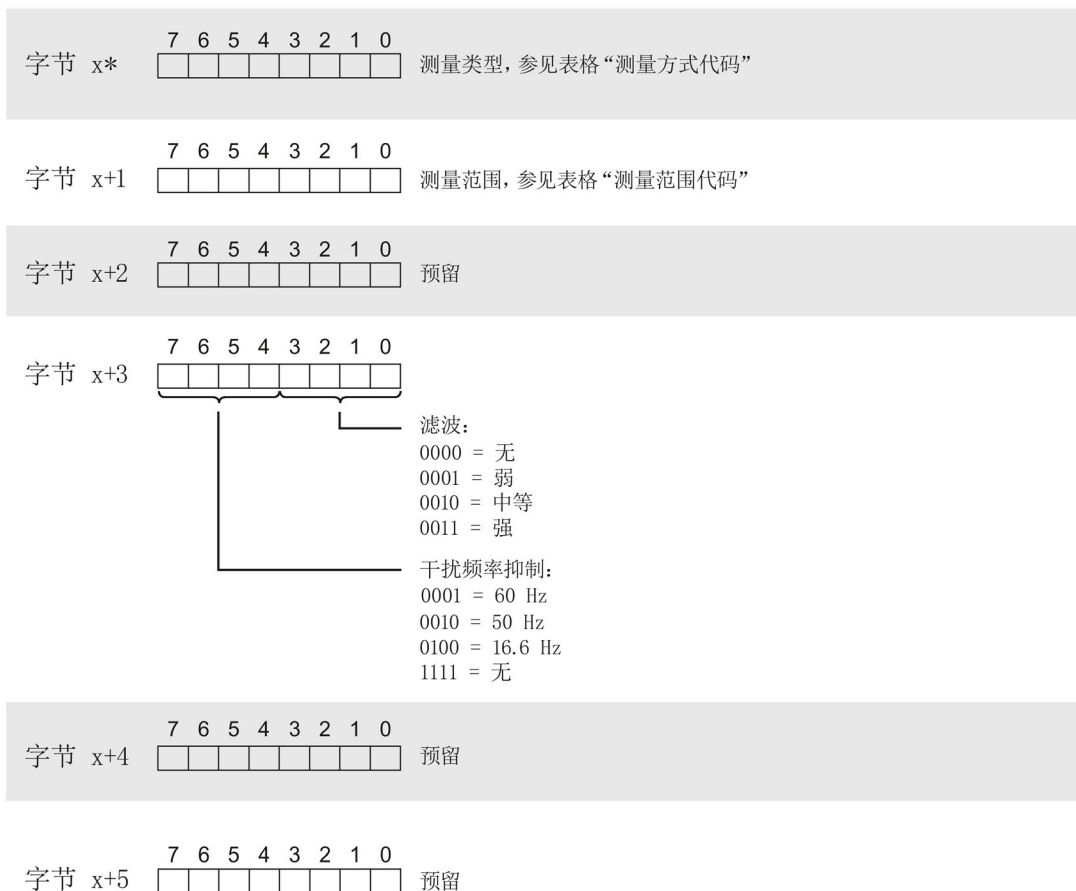 7 6 5 4 3 2 1 0
字节 x* 测量类型，参见表格“测量方式代码”
7 6 5 4 3 2 1 0
字节 x+1 测量范围，参见表格“测量范围代码”
7 6 5 4 3 2 1 0
字节 x+2 预留
7 6 5 4 3 2 1 0
字节 x+3
滤波：
0000 = 无
0001 = 弱
0010 = 中等
0011 = 强
干扰频率抑制：
0001 = 60 Hz
0010 = 50 Hz
0100 = 16.6 Hz
1111 = 无
7 6 5 4 3 2 1 0
字节 x+4 预留
7 6 5 4 3 2 1 0
字节 x+5 预留